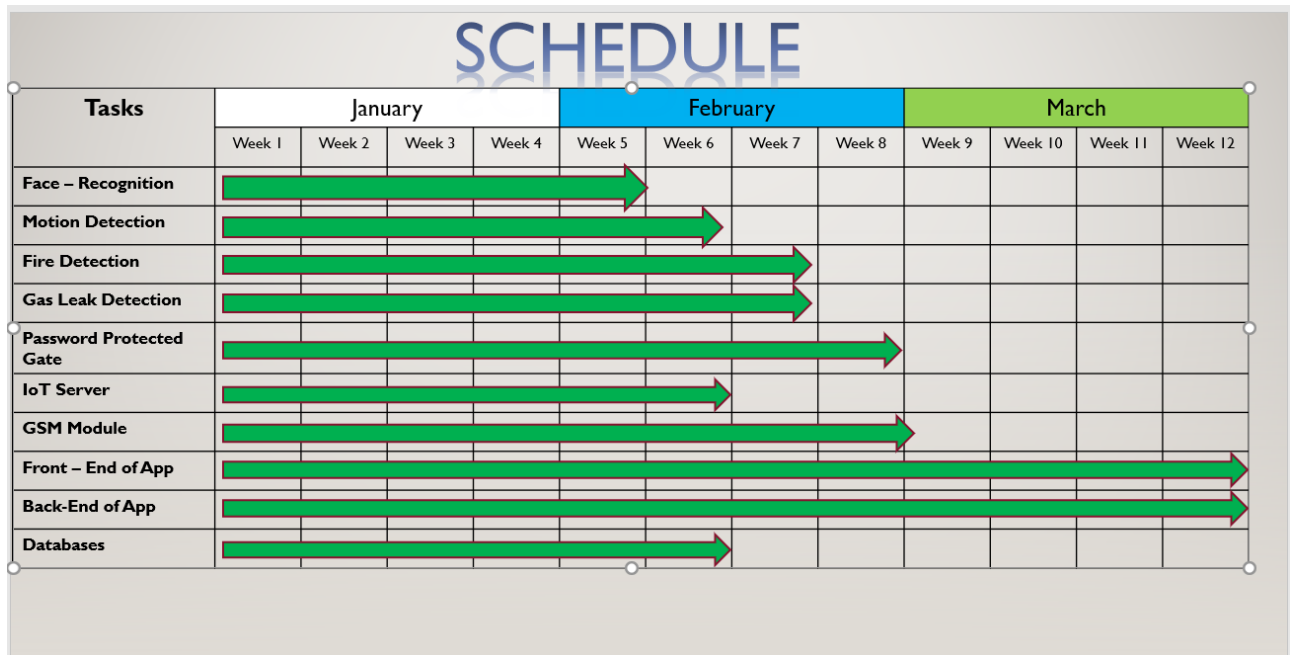 SCHEDULE
Tasks January February March
Week 1 Week 2 Week 3 Week 4 Week 5 Week 6 Week 7 Week 8 Week 9 Week 10 Week 11 Week 12
Face – Recognition
Motion Detection
Fire Detection
Gas Leak Detection
Password Protected
Gate
IoT Server
GSM Module
Front – End of App
Back-End of App
Databases